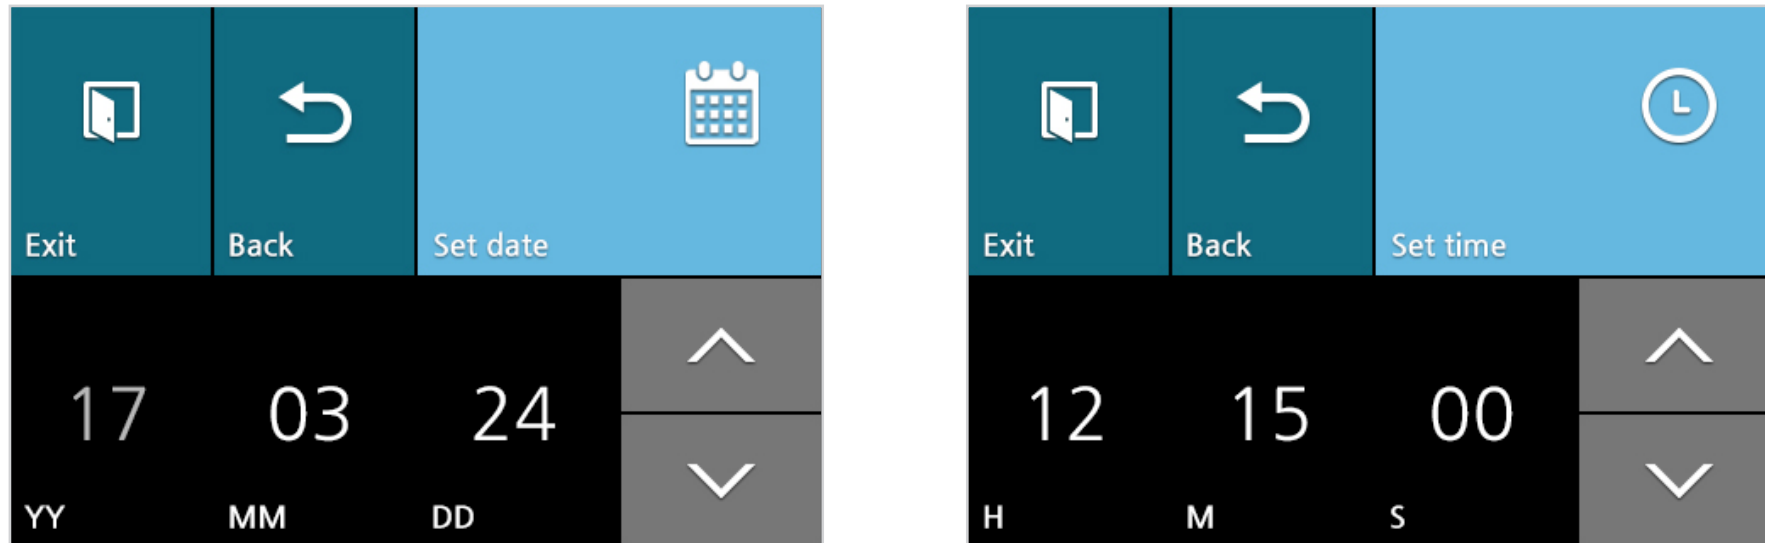 Exit Back Set date
17 03 24
YY MM DD
Exit Back Set time
12 15 00
H M S